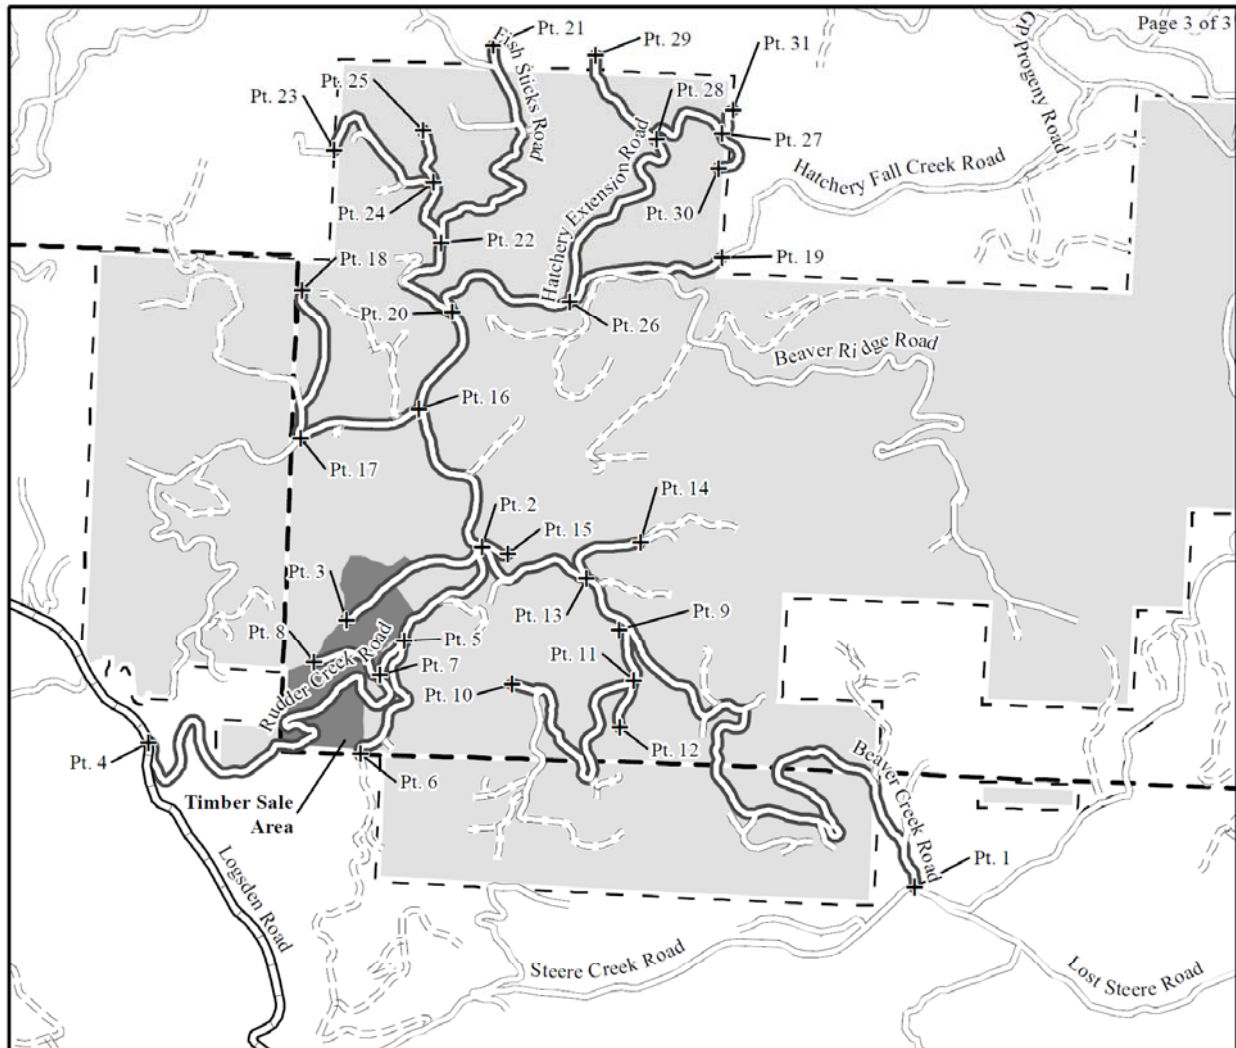 Page 3 of 3
Pt. 21
Pt. 29
Pt. 31
Gp Progeny Road
Fish Sticks Road
Pt. 25
Pt. 23
Pt. 28
Pt. 27
Hatchery Fall Creek Road
Hatchery Extension Road
Pt. 24
Pt. 30
Pt. 22
Pt. 18
Pt. 19
Pt. 20
Pt. 26
Beaver Ridge Road
Pt. 16
Pt. 17
Pt. 2
Pt. 14
Pt. 15
Pt. 3
Pt. 13
Pt. 9
Pt. 8
Pt. 5
Rudder Creek Road
Pt. 7
Pt. 11
Pt. 10
Pt. 12
Pt. 4
Pt. 6
Beaver Creek Road
Timber Sale
Area
Pt. 1
Logsden Road
Steere Creek Road
Lost Steere Road